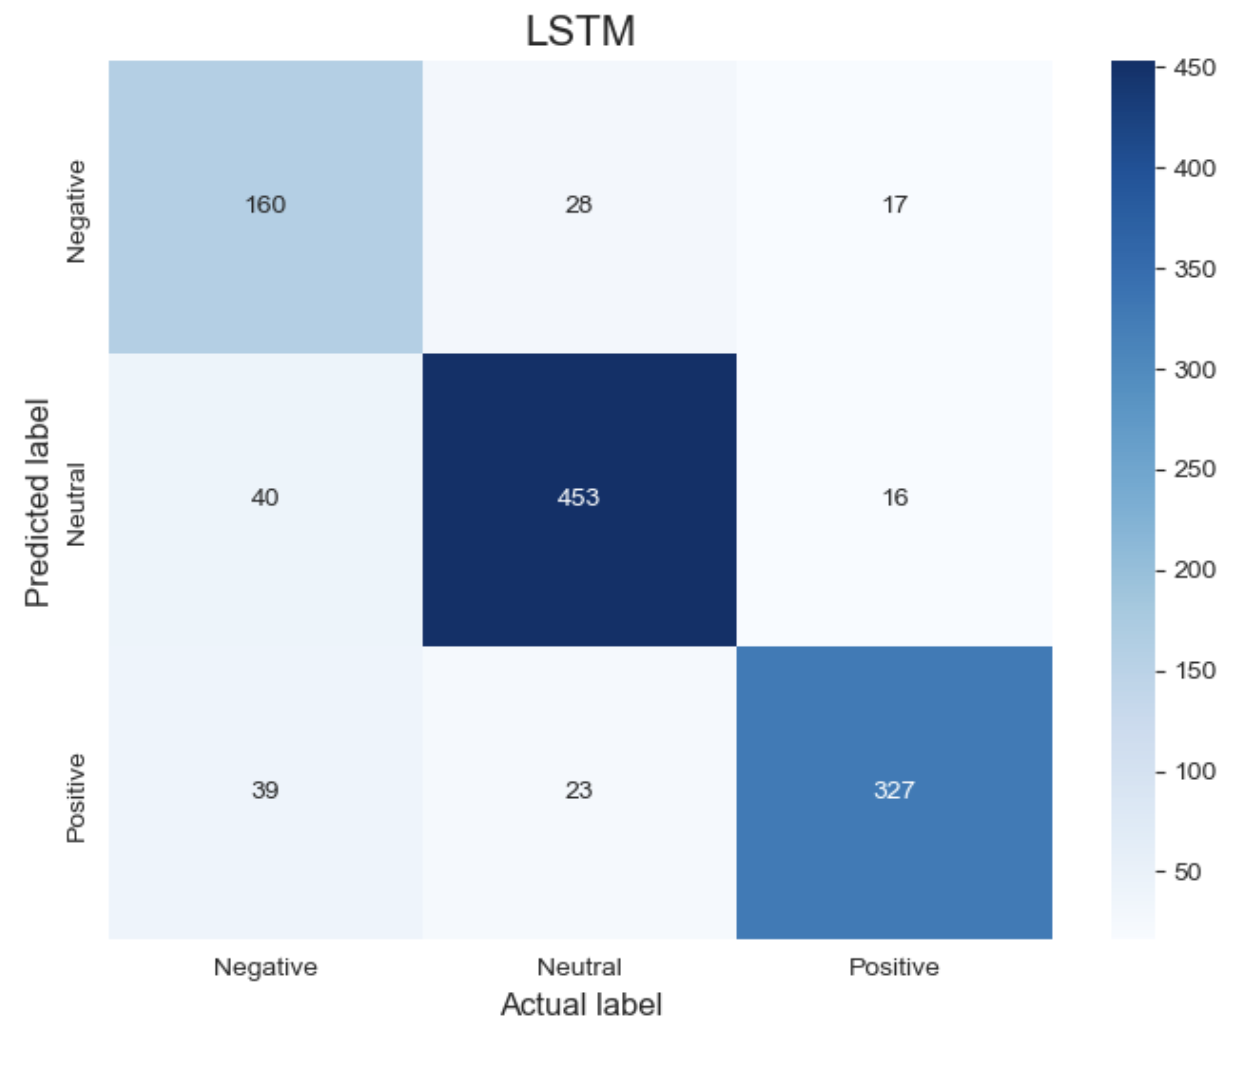 LSTM
Negative
160
28
17
Neutral
40
453
16
Positive
39
23
327
Predicted label
Negative
Neutral
Positive
Actual label
450
400
350
300
250
200
150
100
50